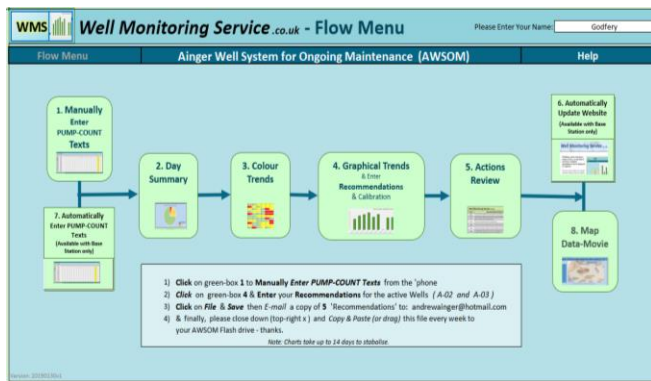 WMS Well Monitoring Service .co.uk - Flow Menu
Please Enter Your Name: Godfery
Flow Menu
Ainger Well System for Ongoing Maintenance (AWSOM)
Help
1. Manually
Enter
PUMP-COUNT
Texts
2. Day
Summary
3. Colour
Trends
4. Graphical Trends
& Enter
Recommendations
& Calibration
5. Actions
Review
6. Automatically
Update Website
(Available with Base
Station only)
7. Automatically
Enter PUMP-COUNT
Texts
(Available with Base
Station only)
8. Map
Data-Movie
1) Click on green-box 1 to Manually Enter PUMP-COUNT Texts from the 'phone
2) Click on green-box 4 & Enter your Recommendations for the active Wells ( A-02 and A-03 )
3) Click on File & Save then E-mail a copy of 5 'Recommendations' to: andrewainger@hotmail.com
4) & finally, please close down (top-right x ) and Copy & Paste (or drag) this file every week to
your AWSOM Flash drive - thanks.
Note: Charts take up to 14 days to stabalise.